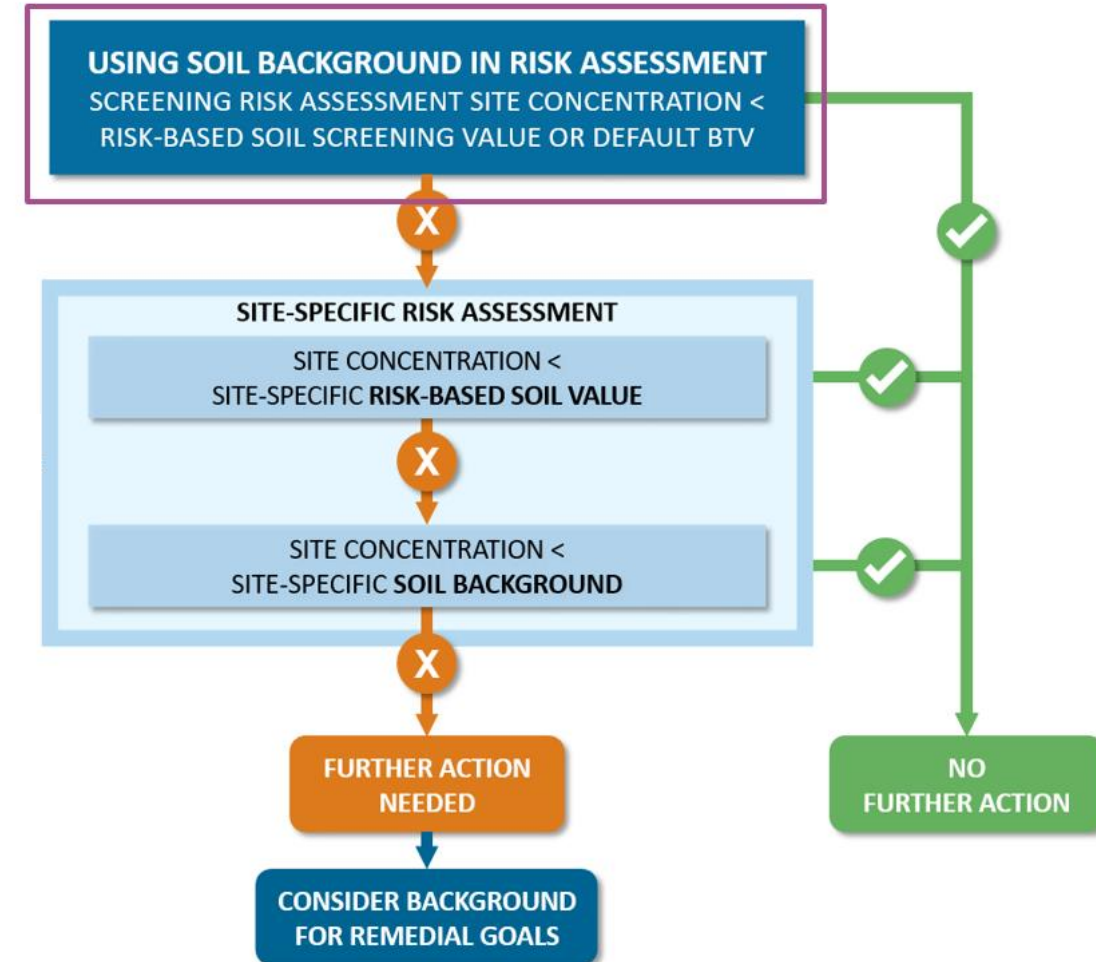 USING SOIL BACKGROUND IN RISK ASSESSMENT
SCREENING RISK ASSESSMENT SITE CONCENTRATION <
RISK-BASED SOIL SCREENING VALUE OR DEFAULT BTV
X
SITE-SPECIFIC RISK ASSESSMENT
SITE CONCENTRATION <
SITE-SPECIFIC RISK-BASED SOIL VALUE
X
SITE CONCENTRATION <
SITE-SPECIFIC SOIL BACKGROUND
X
FURTHER ACTION
NEEDED
NO
FURTHER ACTION
CONSIDER BACKGROUND
FOR REMEDIAL GOALS